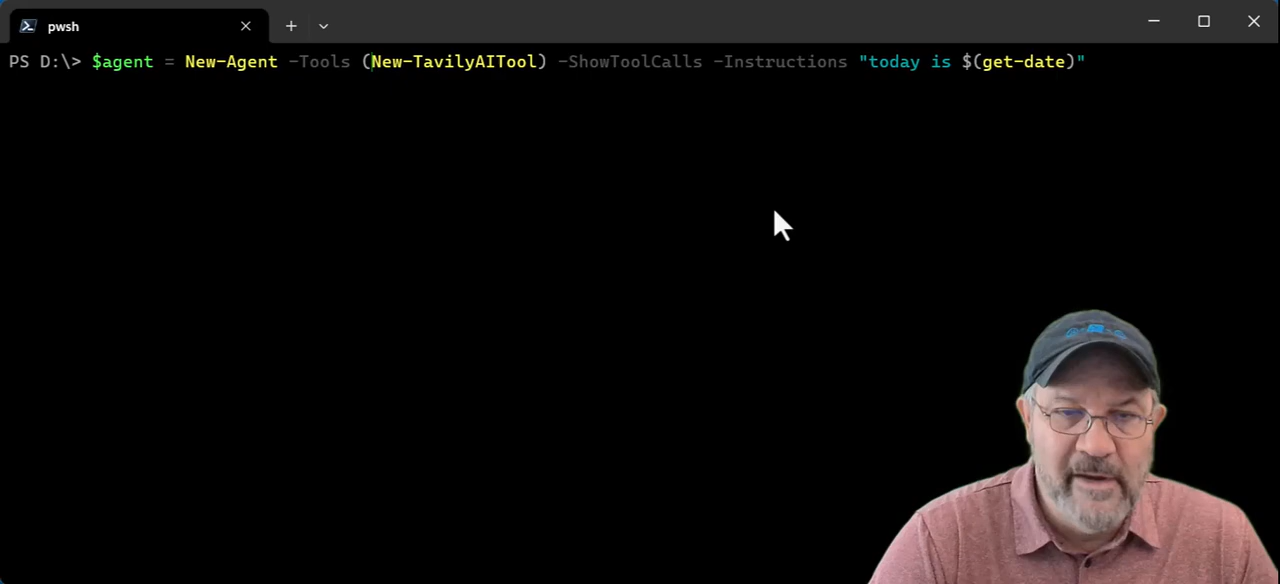 pwsh
PS D:\> $agent = New-Agent -Tools (New-TavilyAITool) -ShowToolCalls -Instructions "today is $(get-date)"